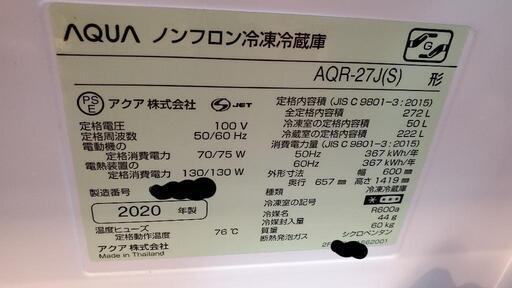 AQUA ノンフロン冷凍冷蔵庫
G
AQR-27J(S) 形
PS E アクア 株式会社 S JET
定格電圧 100 V
定格周波数 50/60 Hz
電動機の
定格消費電力 70/75 W
電熱装置の
定格消費電力 130/130 W
製造番号
2020 年製
温度ヒューズ
定格動作温度 76℃
アクア 株式会社
Made in Thailand
定格内容積 (JIS C 9801-3:2015)
全定格内容積 272 L
冷凍室の定格内容積 50 L
冷蔵室の定格内容積 222 L
消費電力量 (JIS C 9801-3:2015)
50Hz 367 kWh/年
60Hz 367 kWh/年
外形寸法 幅 600 mm
奥行 657 mm 高さ 1419 mm
種類 冷凍冷蔵庫
冷凍室の記号
冷媒名 R600a
冷媒封入量 44 g
質量 60 kg
断熱発泡ガス シクロペンタン